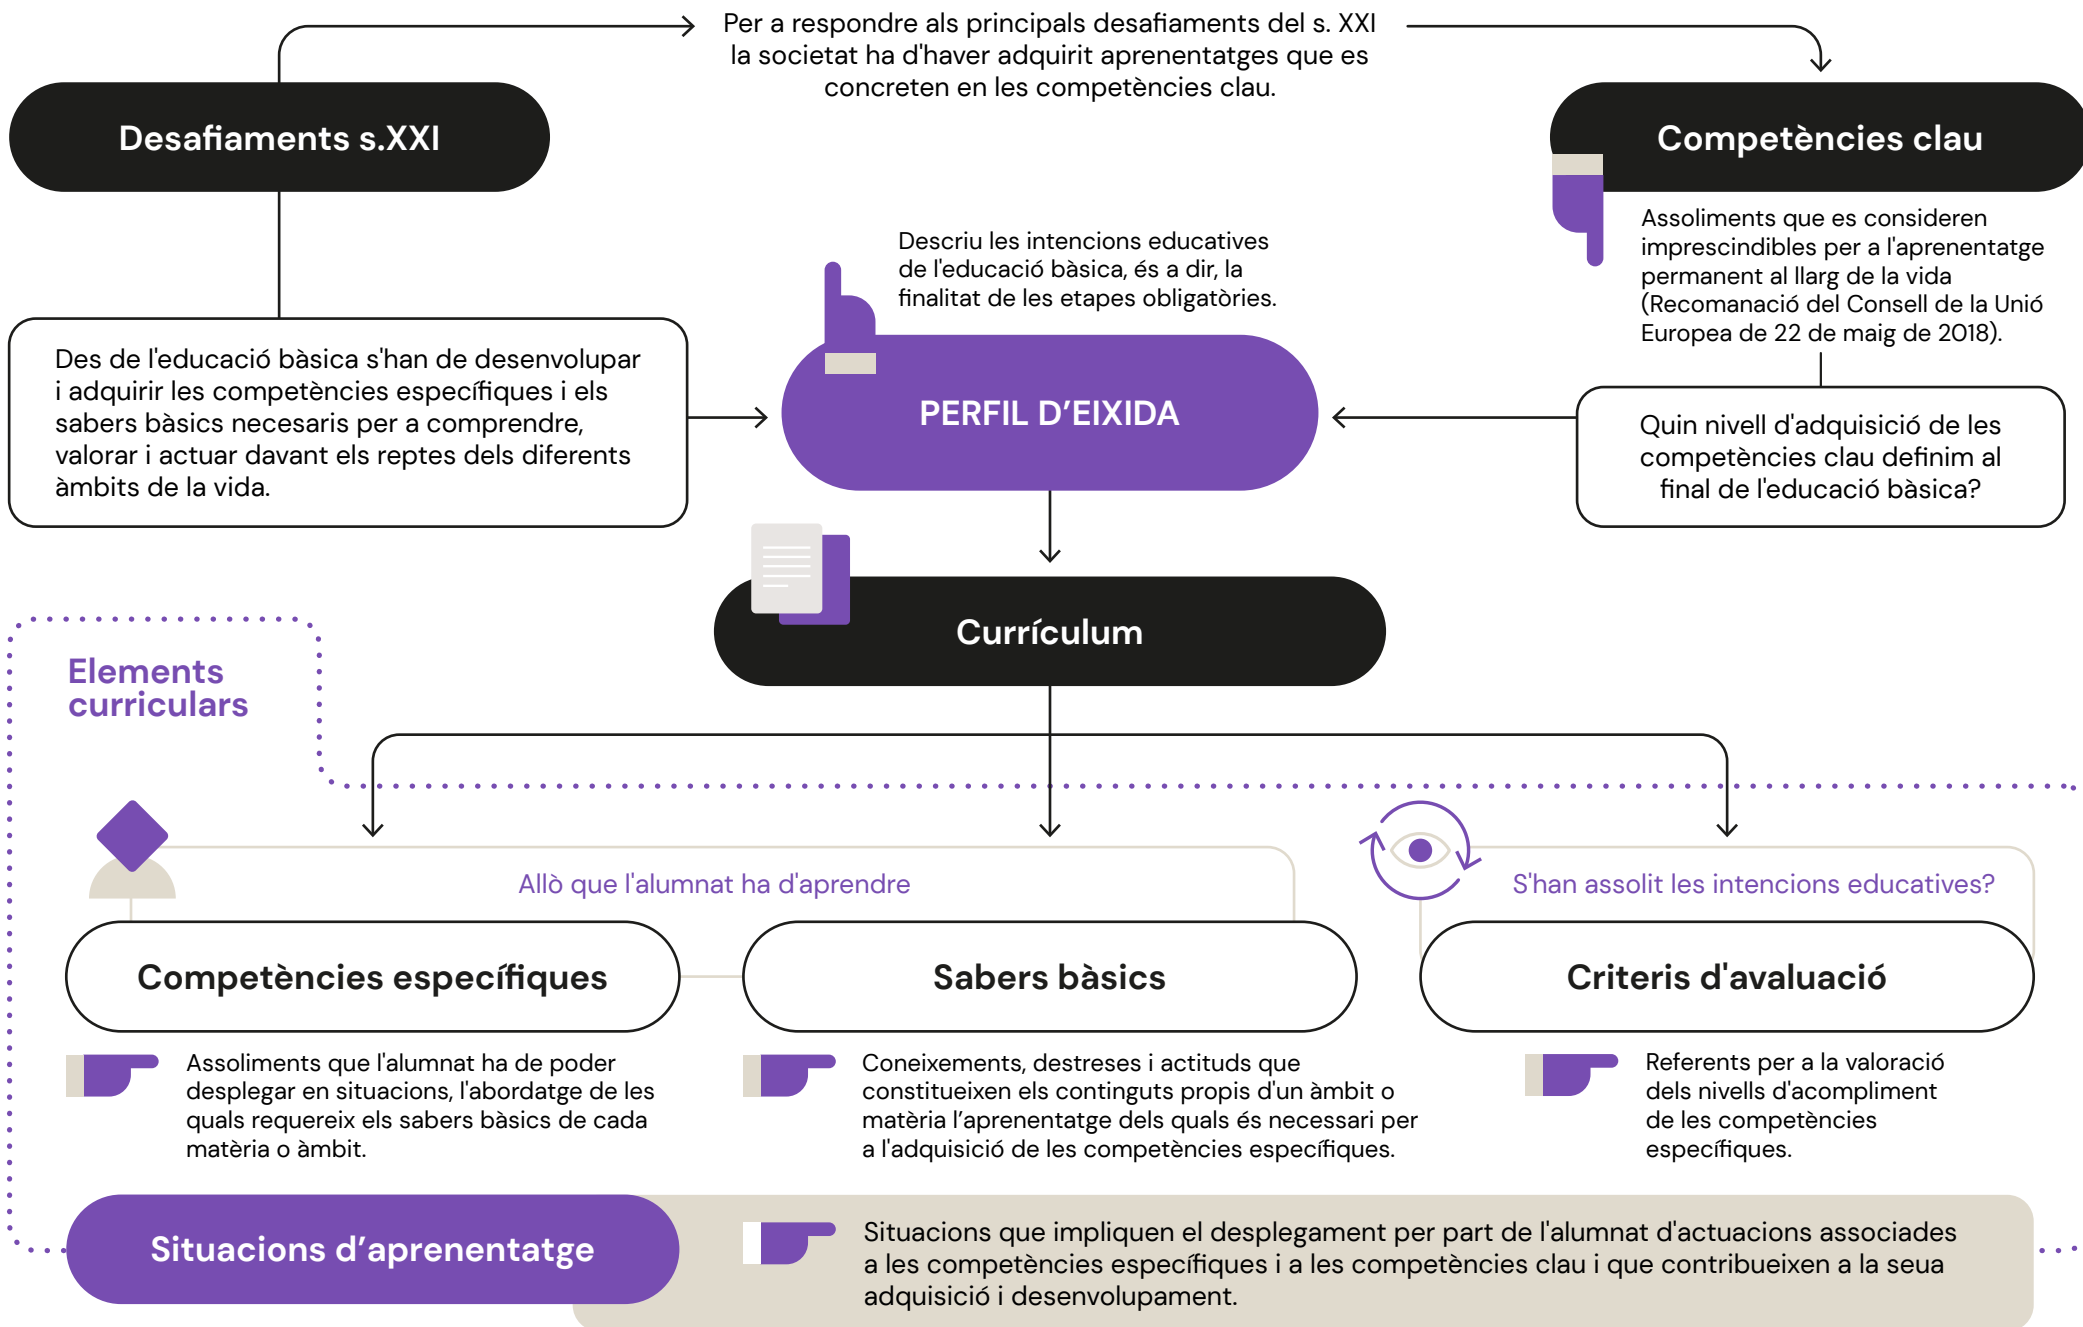 Per a respondre als principals desafiaments del s. XXI
la societat ha d'haver adquirit aprenentatges que es
concreten en les competències clau.
Desafiaments s.XXI
Competències clau
Assoliments que es consideren
imprescindibles per a l'aprenentatge
permanent al llarg de la vida
(Recomanació del Consell de la Unió
Europea de 22 de maig de 2018).
Descriu les intencions educatives
de l'educació bàsica, és a dir, la
finalitat de les etapes obligatòries.
Des de l'educació bàsica s'han de desenvolupar
i adquirir les competències específiques i els
sabers bàsics necesaris per a comprendre,
valorar i actuar davant els reptes dels diferents
àmbits de la vida.
PERFIL D’EIXIDA
Quin nivell d'adquisició de les
competències clau definim al
final de l'educació bàsica?
Currículum
Elements
curriculars
Allò que l'alumnat ha d'aprendre
S'han assolit les intencions educatives?
Competències específiques
Sabers bàsics
Criteris d'avaluació
Assoliments que l'alumnat ha de poder
desplegar en situacions, l'abordatge de les
quals requereix els sabers bàsics de cada
matèria o àmbit.
Coneixements, destreses i actituds que
constitueixen els continguts propis d'un àmbit o
matèria l’aprenentatge dels quals és necessari per
a l'adquisició de les competències específiques.
Referents per a la valoració
dels nivells d'acompliment
de les competències
específiques.
Situacions d’aprenentatge
Situacions que impliquen el desplegament per part de l'alumnat d'actuacions associades
a les competències específiques i a les competències clau i que contribueixen a la seua
adquisició i desenvolupament.